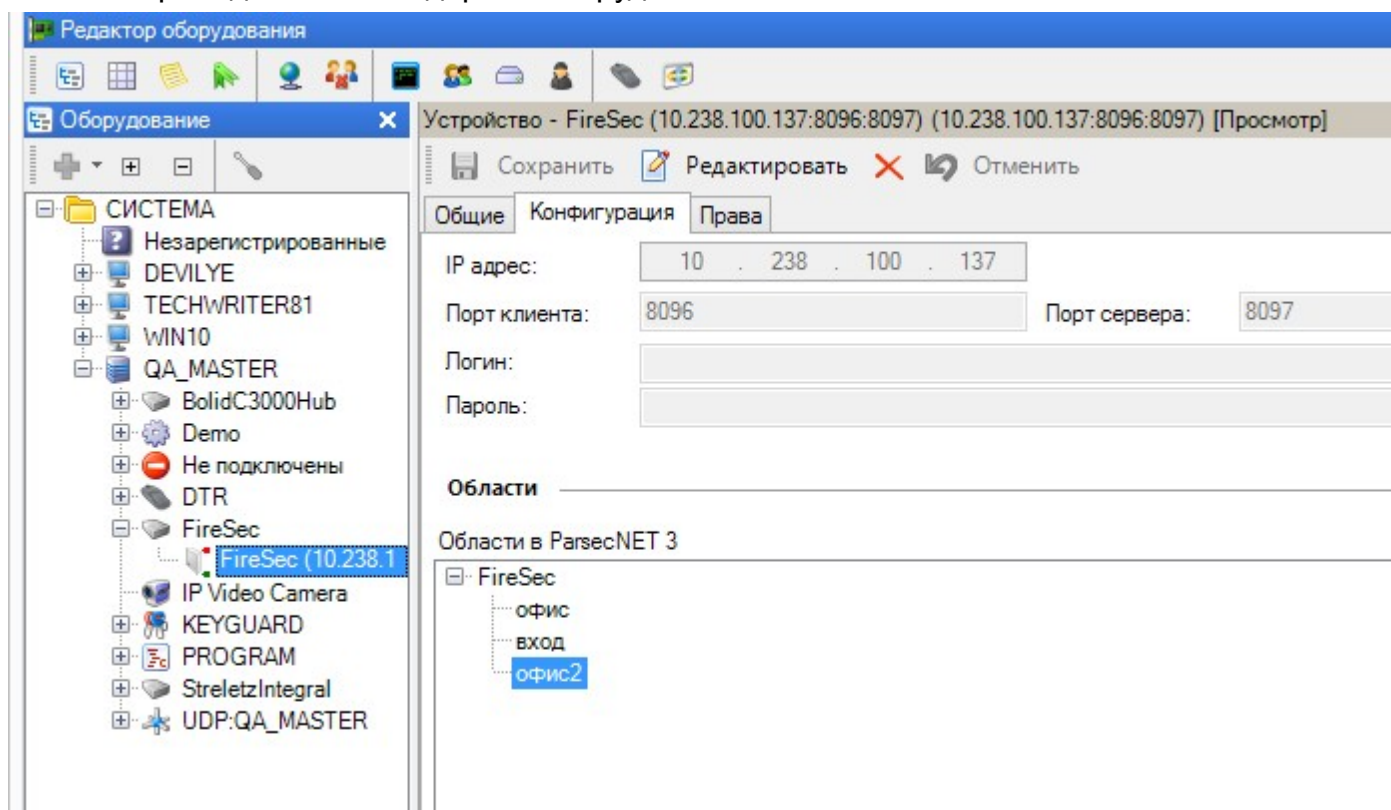 Редактор оборудования
Оборудование
Устройство - FireSec (10.238.100.137:8096:8097) (10.238.100.137:8096:8097) [Просмотр]
Сохранить Редактировать Отменить
СИСТЕМА
Незарегистрированные
DEVILYE
TECHWRITER81
WIN10
QA_MASTER
BolidC3000Hub
Demo
Не подключены
DTR
FireSec
FireSec (10.238.1
IP Video Camera
KEYGUARD
PROGRAM
StreletzIntegral
UDP:QA_MASTER
Общие Конфигурация Права
IP адрес: 10 . 238 . 100 . 137
Порт клиента: 8096 Порт сервера: 8097
Логин:
Пароль:
Области
Области в ParsecNET 3
FireSec
офис
вход
офис2